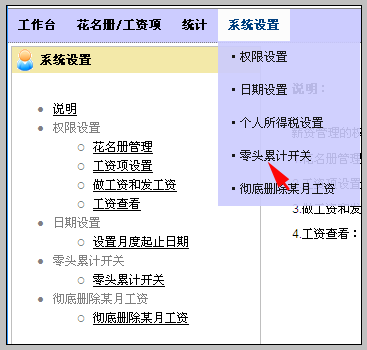 工作台 花名册/工资项 统计 系统设置
系统设置
说明
权限设置
花名册管理
工资项设置
做工资和发工资
工资查看
日期设置
设置月度起止日期
零头累计开关
零头累计开关
彻底删除某月工资
彻底删除某月工资
· 权限设置
· 日期设置
· 个人所得税设置
· 零头累计开关
· 彻底删除某月工资
说明：
3.做工资和发
4.工资查看：